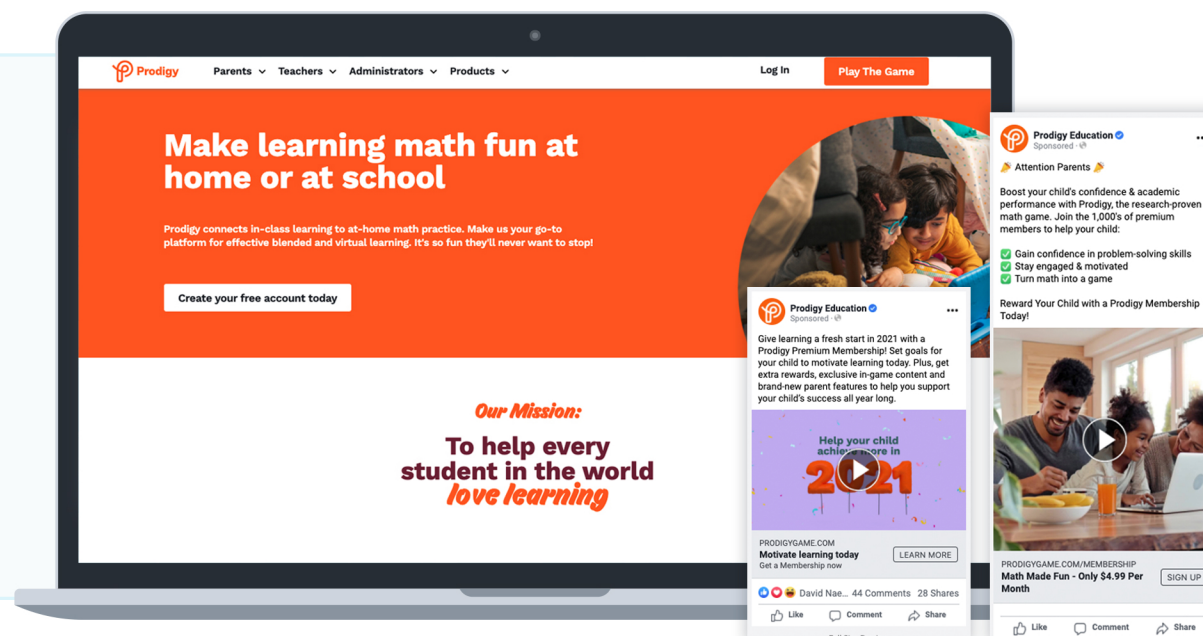 Prodigy
Parents
Teachers
Administrators
Products
Log In
Play The Game
Make learning math fun at
home or at school
Prodigy connects in-class learning to at-home math practice. Make us your go-to
platform for effective blended and virtual learning. It's so fun they'll never want to stop!
Create your free account today
Our Mission:
To help every
student in the world
love learning
Prodigy Education
Sponsored ·
Give learning a fresh start in 2021 with a
Prodigy Premium Membership! Set goals for
your child to motivate learning today. Plus, get
extra rewards, exclusive in-game content and
brand-new parent features to help you support
your child's success all year long.
Help your child
achieve more in
2021
PRODIGYGAME.COM
Motivate learning today
Get a Membership now
LEARN MORE
David Nae... 44 Comments 28 Shares
Like
Comment
Share
Prodigy Education
Sponsored ·
Attention Parents
Boost your child's confidence & academic
performance with Prodigy, the research-proven
math game. Join the 1,000's of premium
members to help your child:
Gain confidence in problem-solving skills
Stay engaged & motivated
Turn math into a game
Reward Your Child with a Prodigy Membership
Today!
PRODIGYGAME.COM/MEMBERSHIP
Math Made Fun - Only $4.99 Per
Month
SIGN UP
Like
Comment
Share